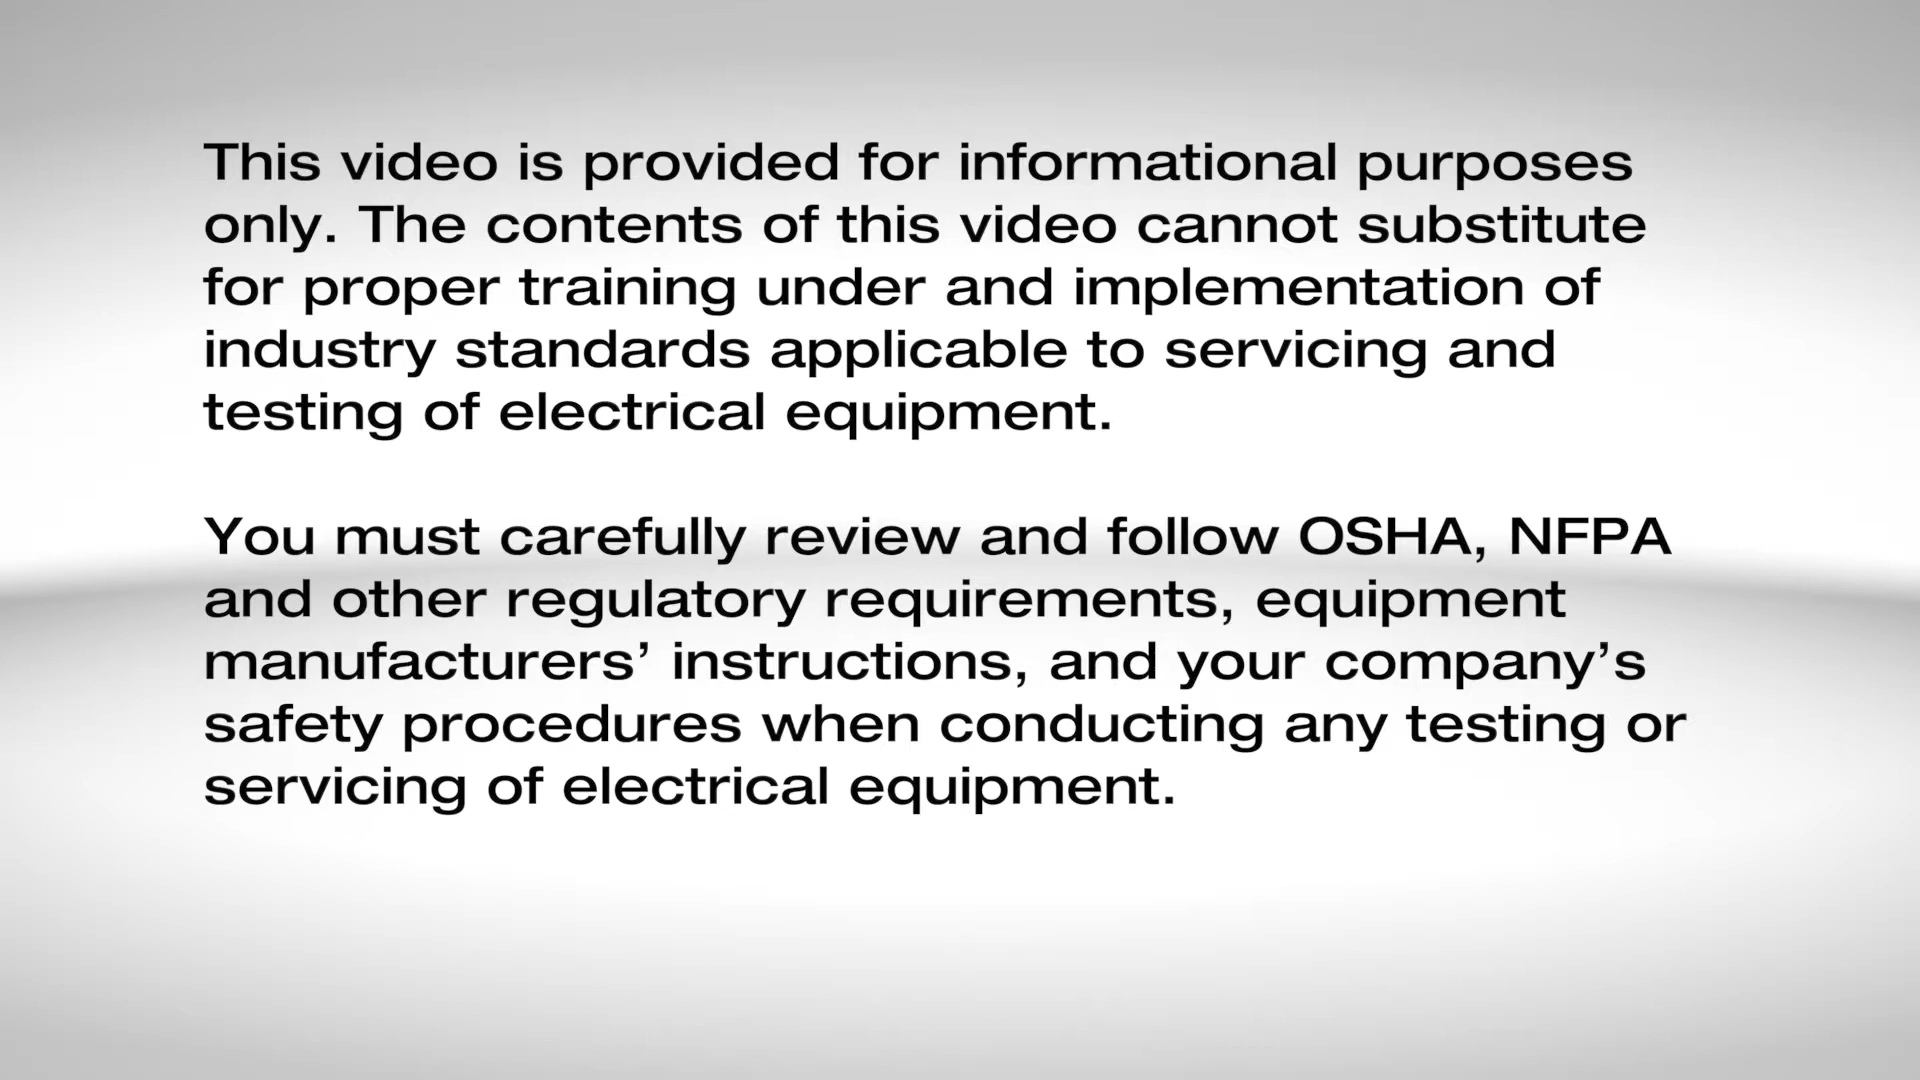 This video is provided for informational purposes
only. The contents of this video cannot substitute
for proper training under and implementation of
industry standards applicable to servicing and
testing of electrical equipment.
You must carefully review and follow OSHA, NFPA
and other regulatory requirements, equipment
manufacturers’ instructions, and your company’s
safety procedures when conducting any testing or
servicing of electrical equipment.